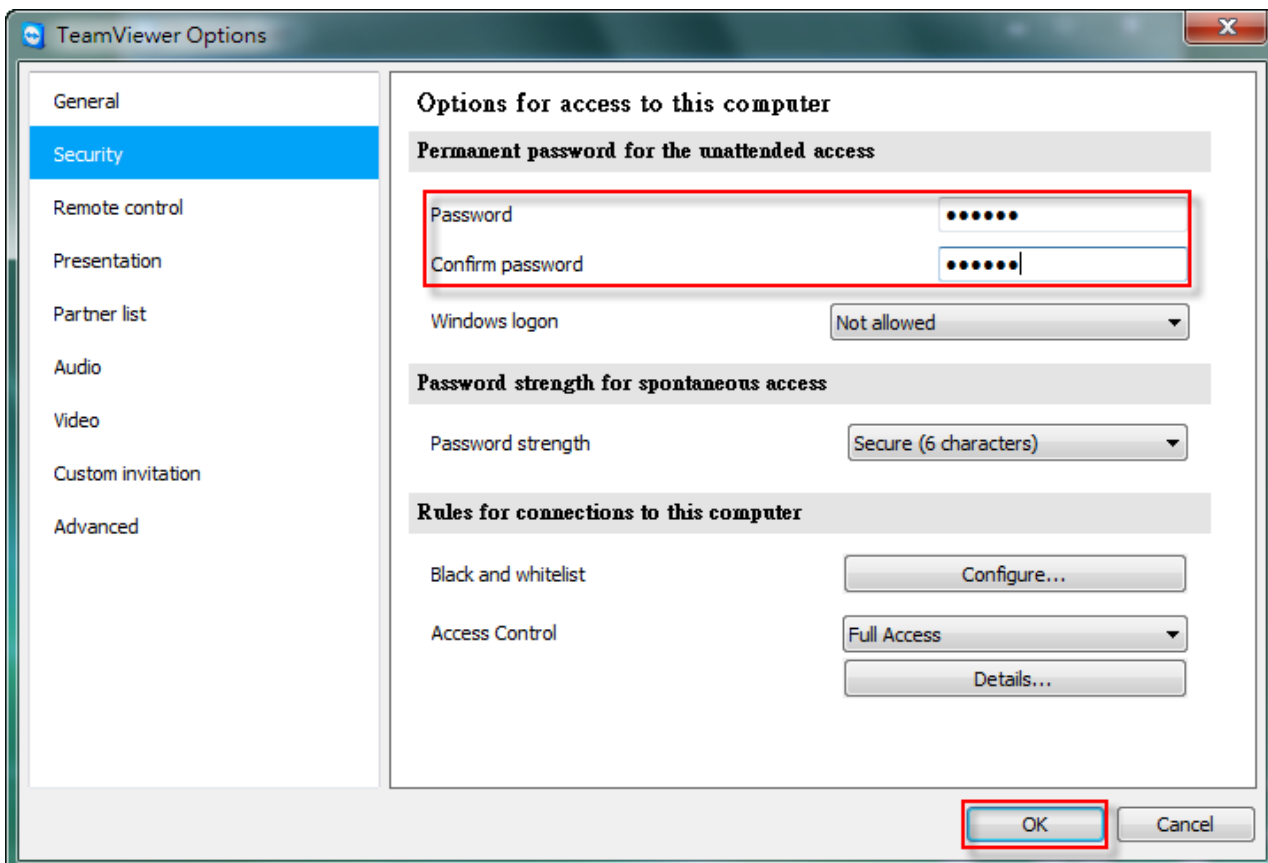 TeamViewer Options
General
Security
Remote control
Presentation
Partner list
Audio
Video
Custom invitation
Advanced
Options for access to this computer
Permanent password for the unattended access
Password ••••••
Confirm password ••••••
Windows logon Not allowed
Password strength for spontaneous access
Password strength Secure (6 characters)
Rules for connections to this computer
Black and whitelist Configure...
Access Control Full Access
Details...
OK Cancel